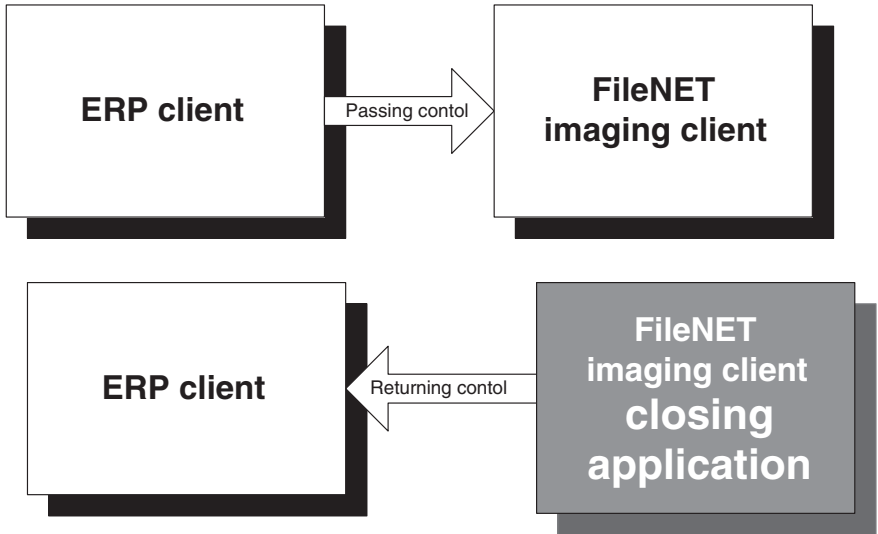 ERP client
Passing contol
FileNET
imaging client
ERP client
Returning contol
FileNET
imaging client
closing
application